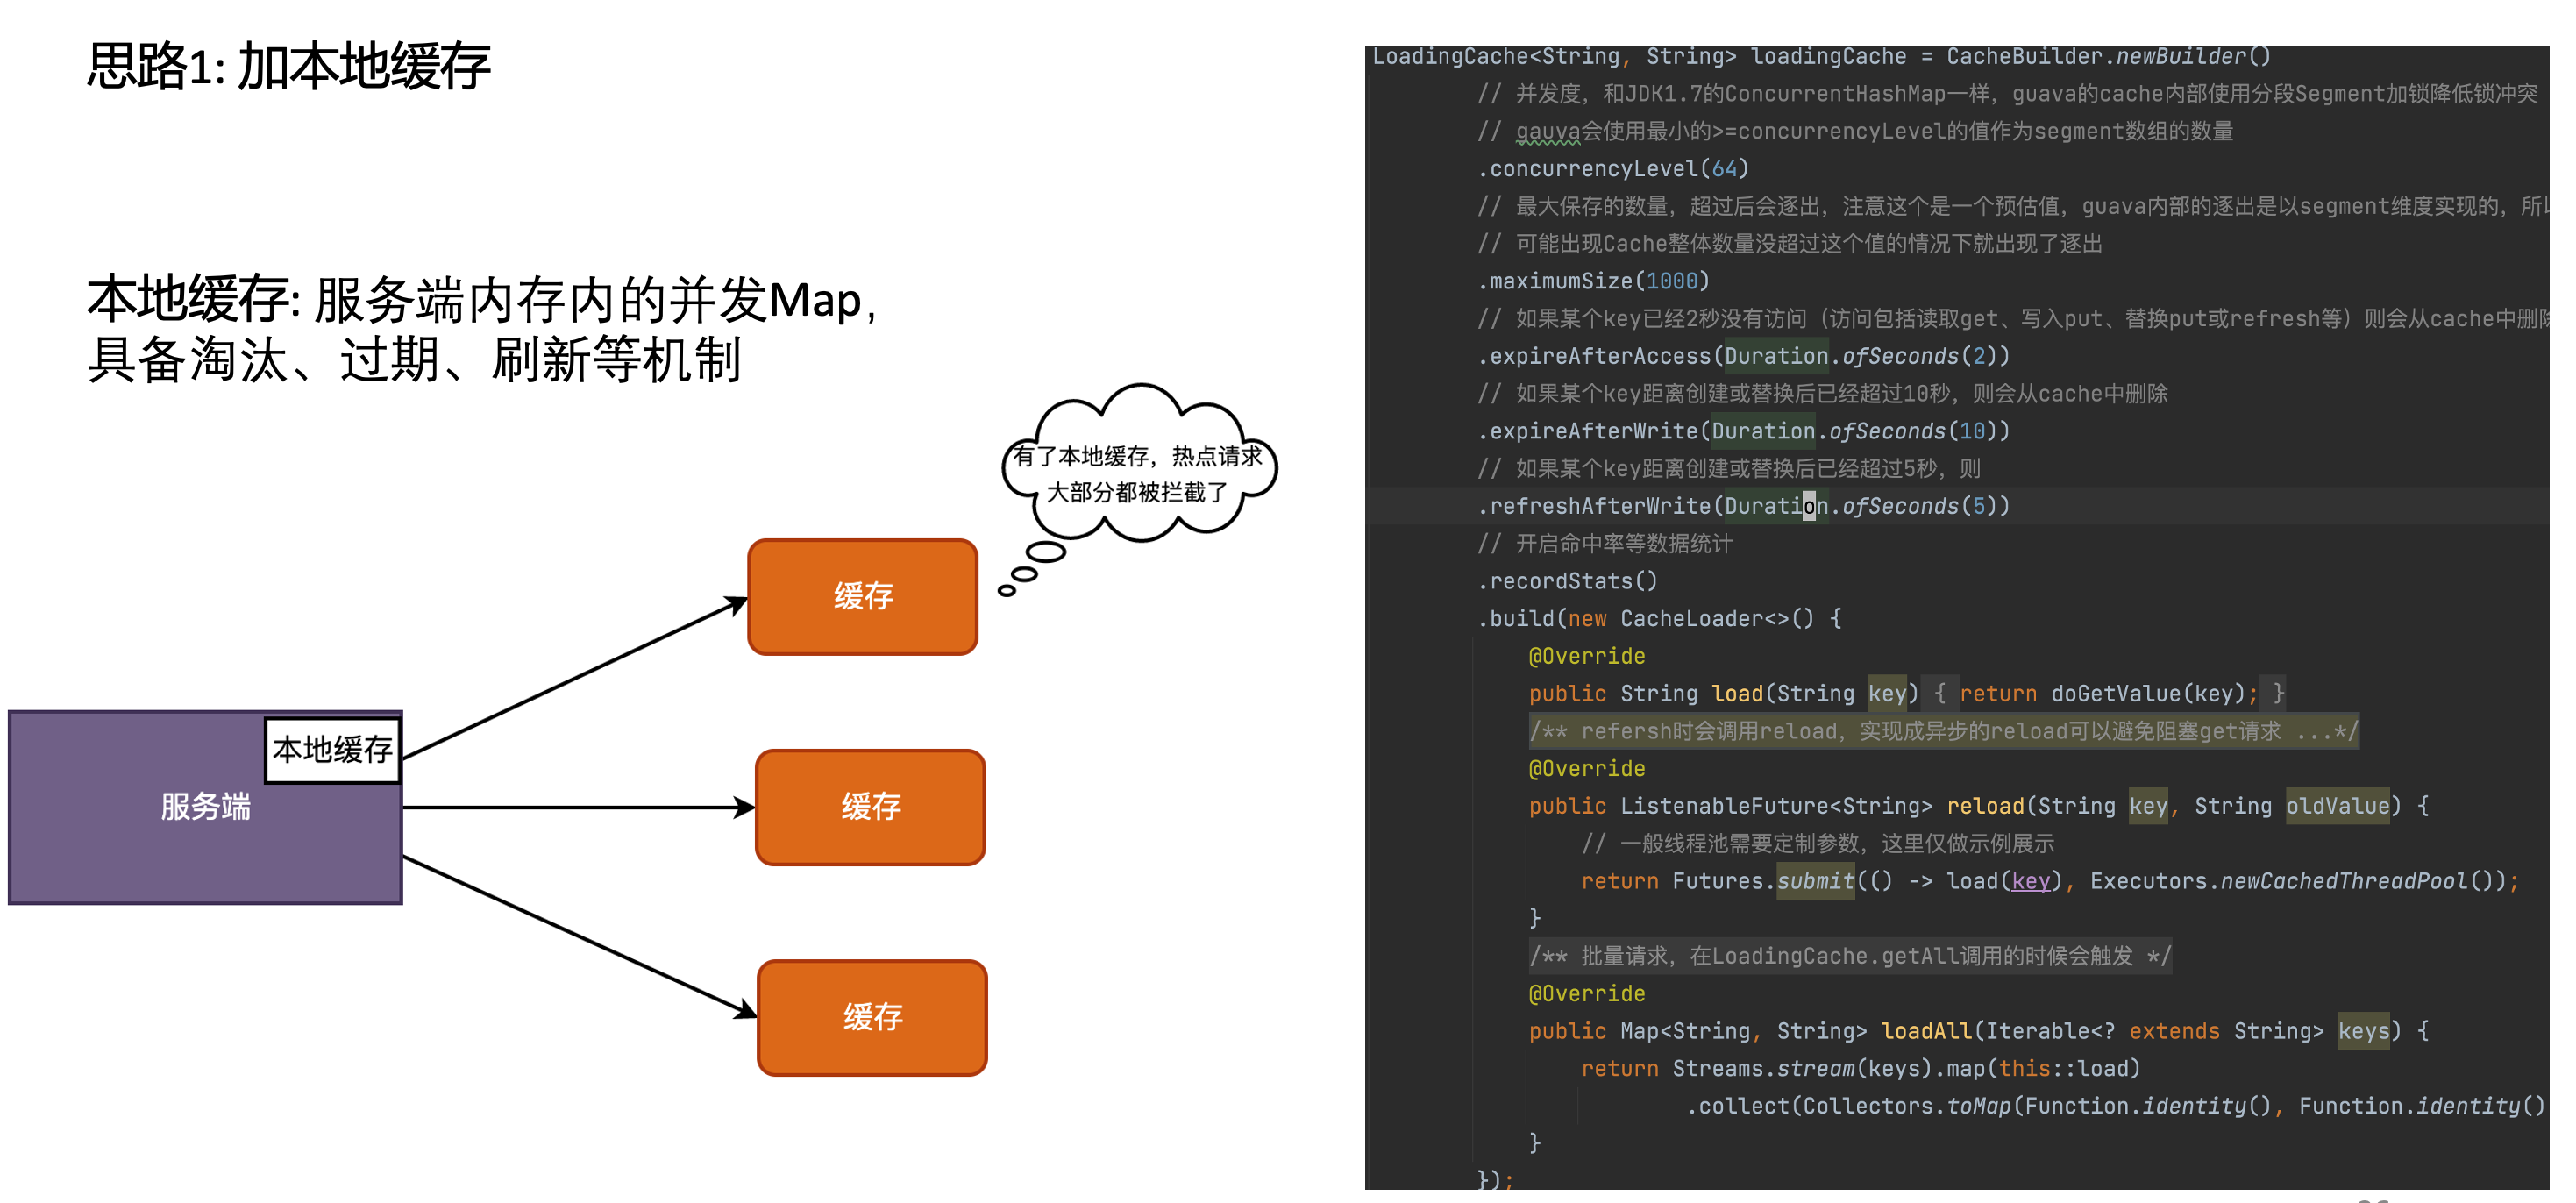 思路1: 加本地缓存
本地缓存: 服务端内存内的并发Map，
具备淘汰、过期、刷新等机制
有了本地缓存，热点请求
大部分都被拦截了
缓存
本地缓存
服务端
缓存
缓存
LoadingCache<String, String> loadingCache = CacheBuilder.newBuilder()
// 并发度，和JDK1.7的ConcurrentHashMap一样，guava的cache内部使用分段Segment加锁降低锁冲突
// gauva会使用最小的>=concurrencyLevel的值作为segment数组的数量
.concurrencyLevel(64)
// 最大保存的数量，超过后会逐出，注意这个是一个预估值，guava内部的逐出是以segment维度实现的，所
// 可能出现Cache整体数量没超过这个值的情况下就出现了逐出
.maximumSize(1000)
// 如果某个key已经2秒没有访问（访问包括读取get、写入put、替换put或refresh等）则会从cache中删
.expireAfterAccess(Duration.ofSeconds(2))
// 如果某个key距离创建或替换后已经超过10秒，则会从cache中删除
.expireAfterWrite(Duration.ofSeconds(10))
// 如果某个key距离创建或替换后已经超过5秒，则
.refreshAfterWrite(Duration.ofSeconds(5))
// 开启命中率等数据统计
.recordStats()
.build(new CacheLoader<>() {
@Override
public String load(String key) { return doGetValue(key); }
/** refersh时会调用reload，实现成异步的reload可以避免阻塞get请求 ...*/
@Override
public ListenableFuture<String> reload(String key, String oldValue) {
// 一般线程池需要定制参数，这里仅做示例展示
return Futures.submit(() -> load(key), Executors.newCachedThreadPool());
}
/** 批量请求，在LoadingCache.getAll调用的时候会触发 */
@Override
public Map<String, String> loadAll(Iterable<? extends String> keys) {
return Streams.stream(keys).map(this::load)
.collect(Collectors.toMap(Function.identity(), Function.identity()
}
});